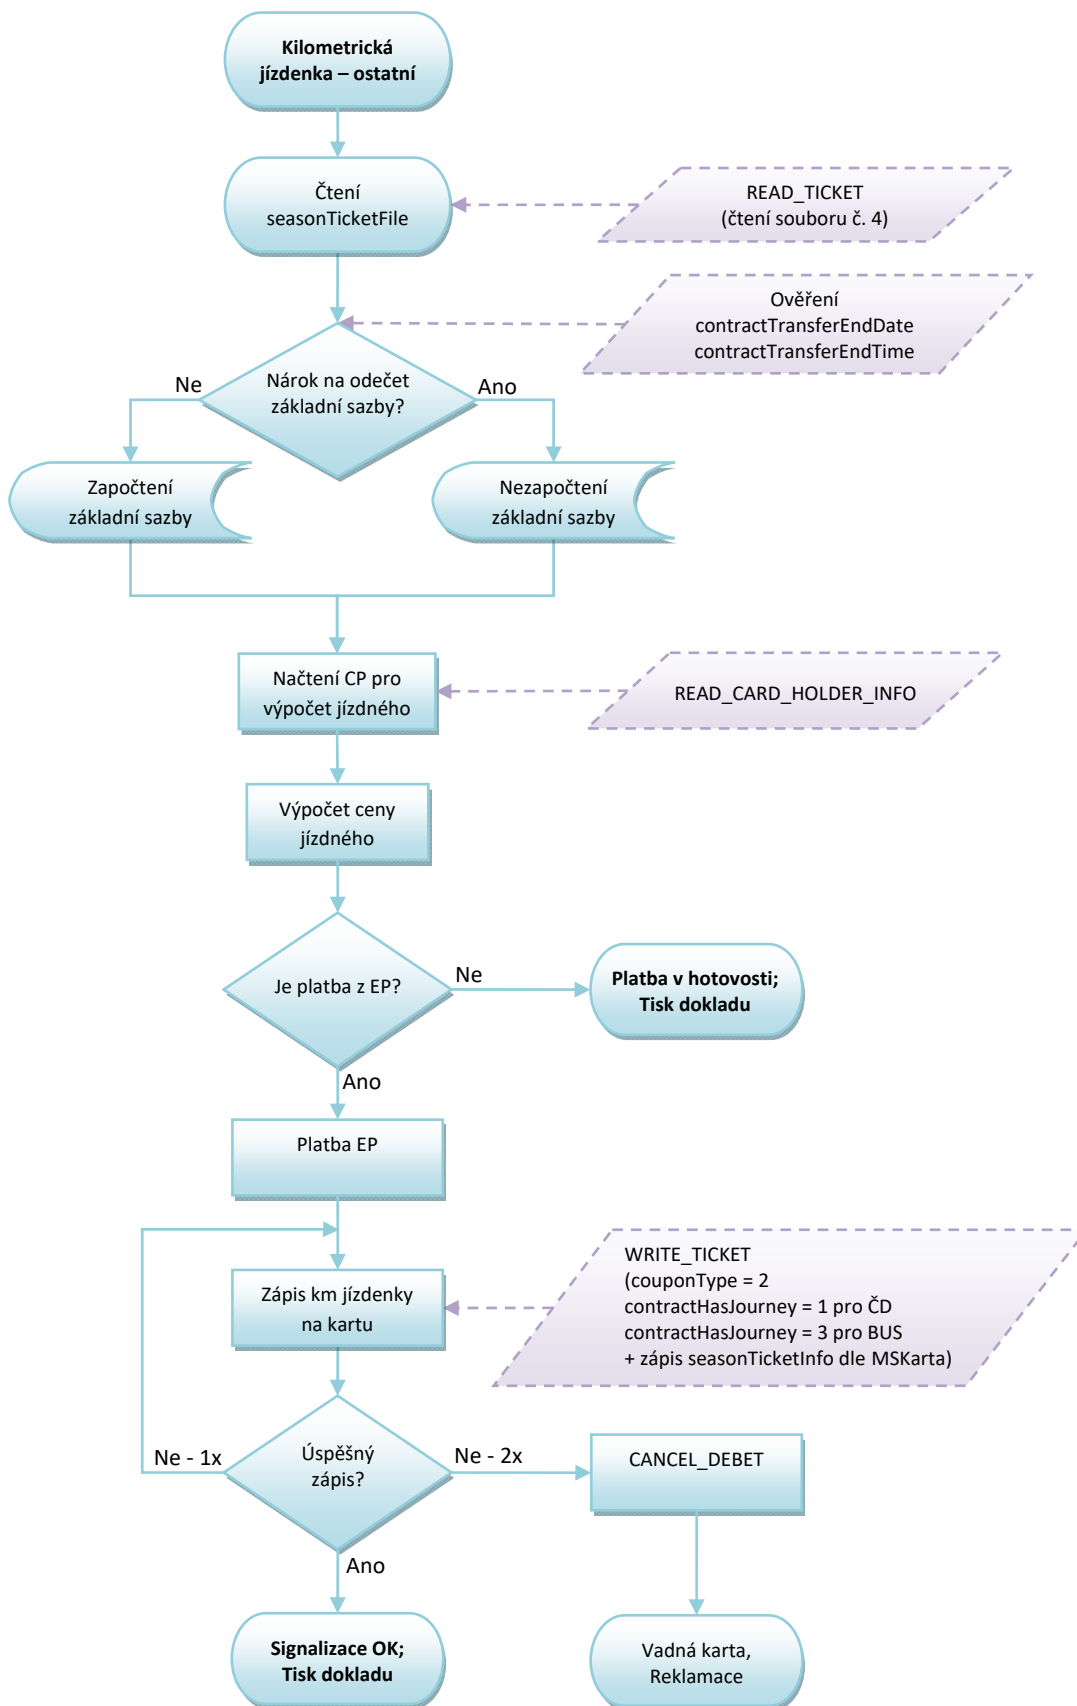 Kilometrická
jízdenka – ostatní
Čtení
seasonTicketFile
READ_TICKET
(čtení souboru č. 4)
Ověření
contractTransferEndDate
contractTransferEndTime
Nárok na odečet
základní sazby?
Ne
Ano
Započtení
základní sazby
Nezapočtení
základní sazby
Načtení CP pro
výpočet jízdného
READ_CARD_HOLDER_INFO
Výpočet ceny
jízdného
Je platba z EP?
Ne
Platba v hotovosti;
Tisk dokladu
Ano
Platba EP
Zápis km jízdenky
na kartu
WRITE_TICKET
(couponType = 2
contractHasJourney = 1 pro ČD
contractHasJourney = 3 pro BUS
+ zápis seasonTicketInfo dle MSKarta)
Úspěšný
zápis?
Ne - 1x
Ne - 2x
CANCEL_DEBET
Ano
Signalizace OK;
Tisk dokladu
Vadná karta,
Reklamace